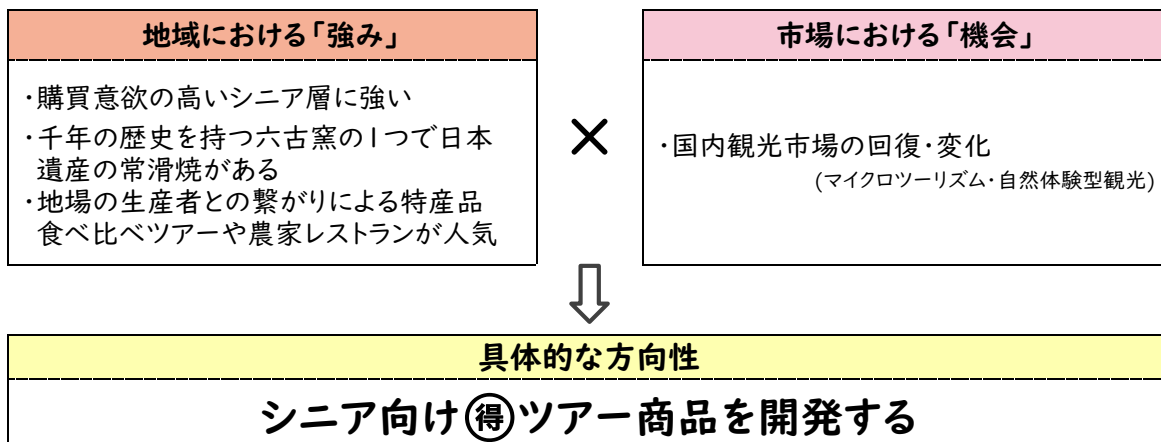 地域における「強み」
・購買意欲の高いシニア層に強い
・千年の歴史を持つ六古窯の1つで日本
遺産の常滑焼がある
・地場の生産者との繋がりによる特産品
食べ比べツアーや農家レストランが人気
×
市場における「機会」
・国内観光市場の回復・変化
(マイクロツーリズム・自然体験型観光)
具体的な方向性
シニア向け㊝ツアー商品を開発する